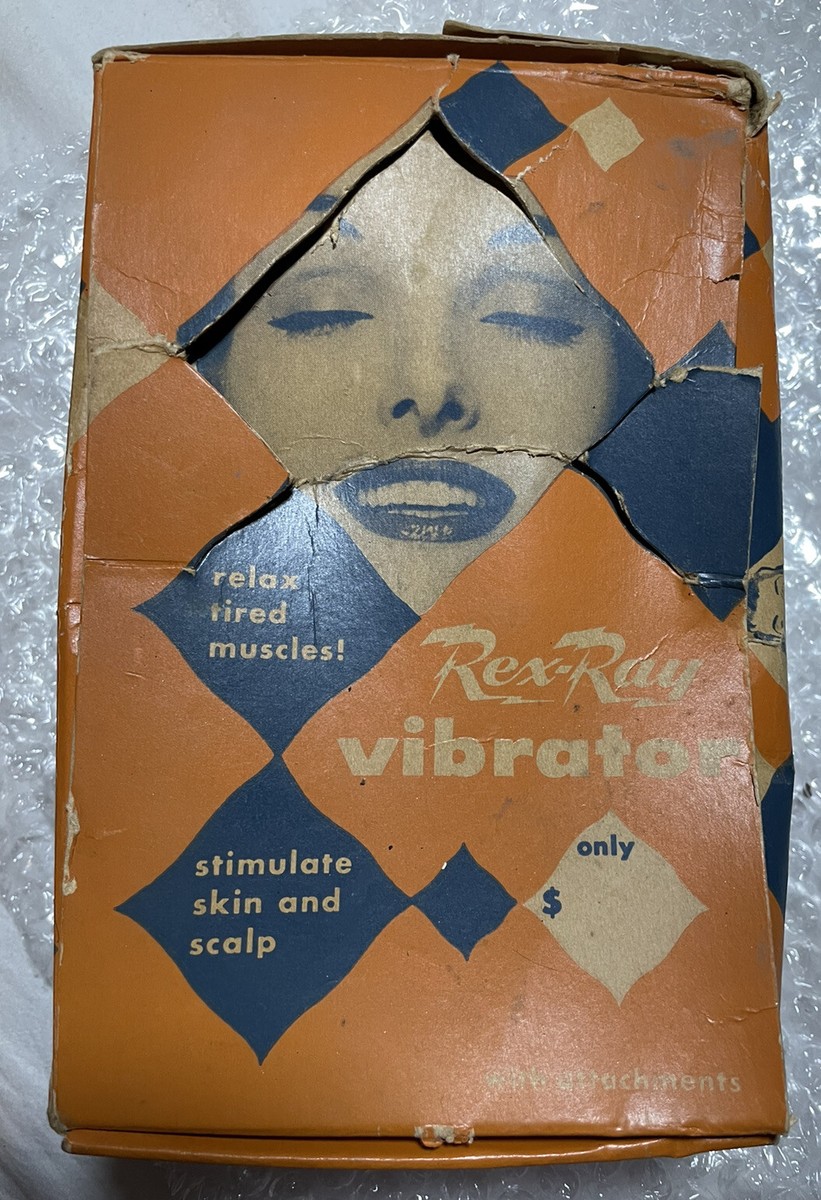 relax
tired
muscles!
Rex-Ray
vibrator
stimulate
skin and
scalp
only
$
with attachments